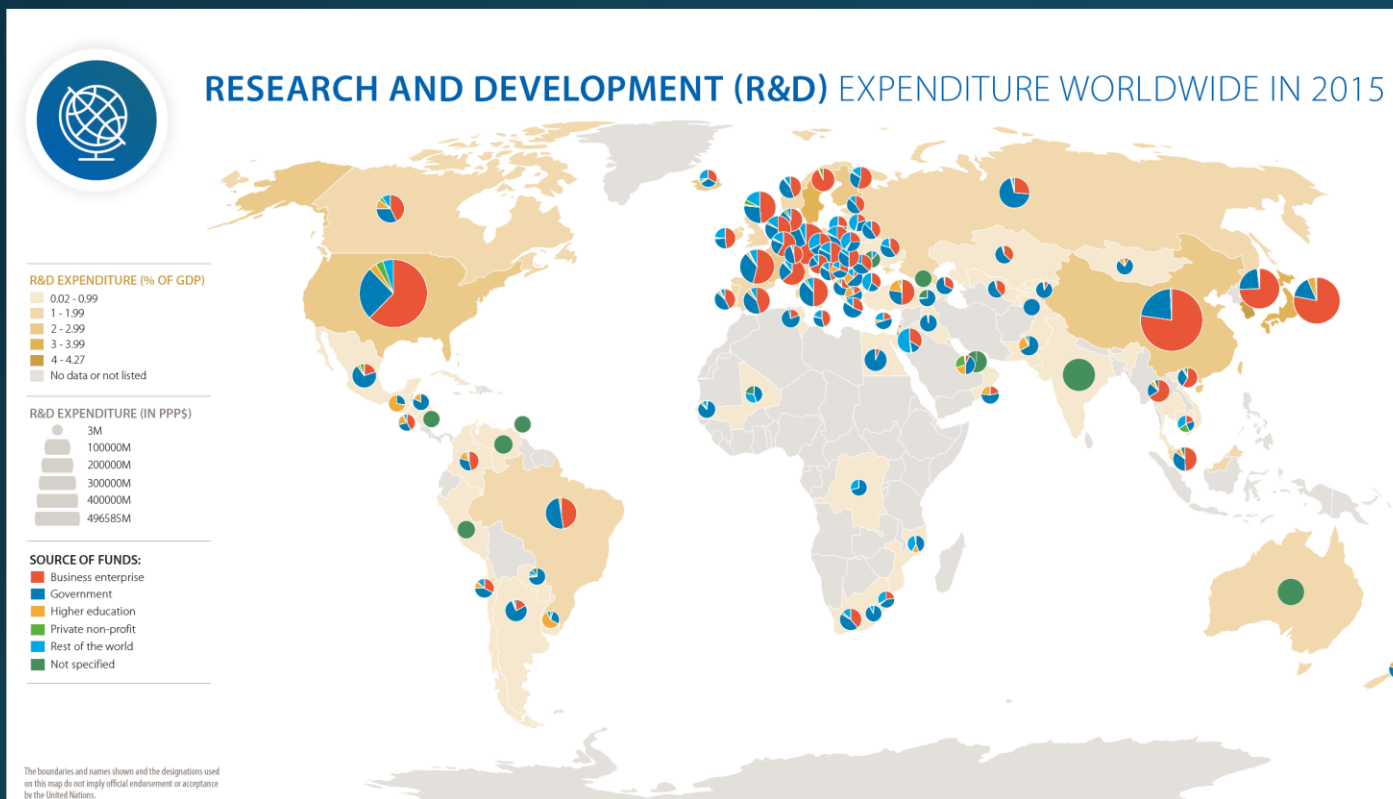 RESEARCH AND DEVELOPMENT (R&D) EXPENDITURE WORLDWIDE IN 2015
R&D EXPENDITURE (% OF GDP)
0.02 - 0.99
1 - 1.99
2 - 2.99
3 - 3.99
4 - 4.27
No data or not listed
R&D EXPENDITURE (IN PPP$)
3M
100000M
200000M
300000M
400000M
496585M
SOURCE OF FUNDS:
Business enterprise
Government
Higher education
Private non-profit
Rest of the world
Not specified
The boundaries and names shown and the designations used
on this map do not imply official endorsement or acceptance
by the United Nations.